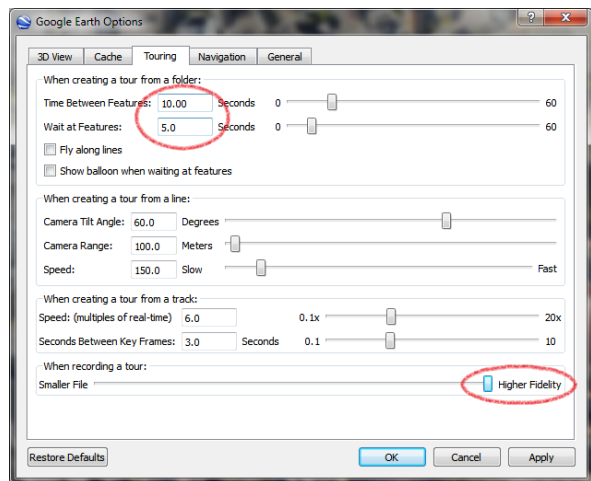 Google Earth Options
3D View Cache Touring Navigation General
When creating a tour from a folder:
Time Between Features: 10.00 Seconds 0 60
Wait at Features: 5.0 Seconds 0 60
Fly along lines
Show balloon when waiting at features
When creating a tour from a line:
Camera Tilt Angle: 60.0 Degrees
Camera Range: 100.0 Meters
Speed: 150.0 Slow Fast
When creating a tour from a track:
Speed: (multiples of real-time) 6.0 0.1x 20x
Seconds Between Key Frames: 3.0 Seconds 0.1 10
When recording a tour:
Smaller File Higher Fidelity
Restore Defaults OK Cancel Apply